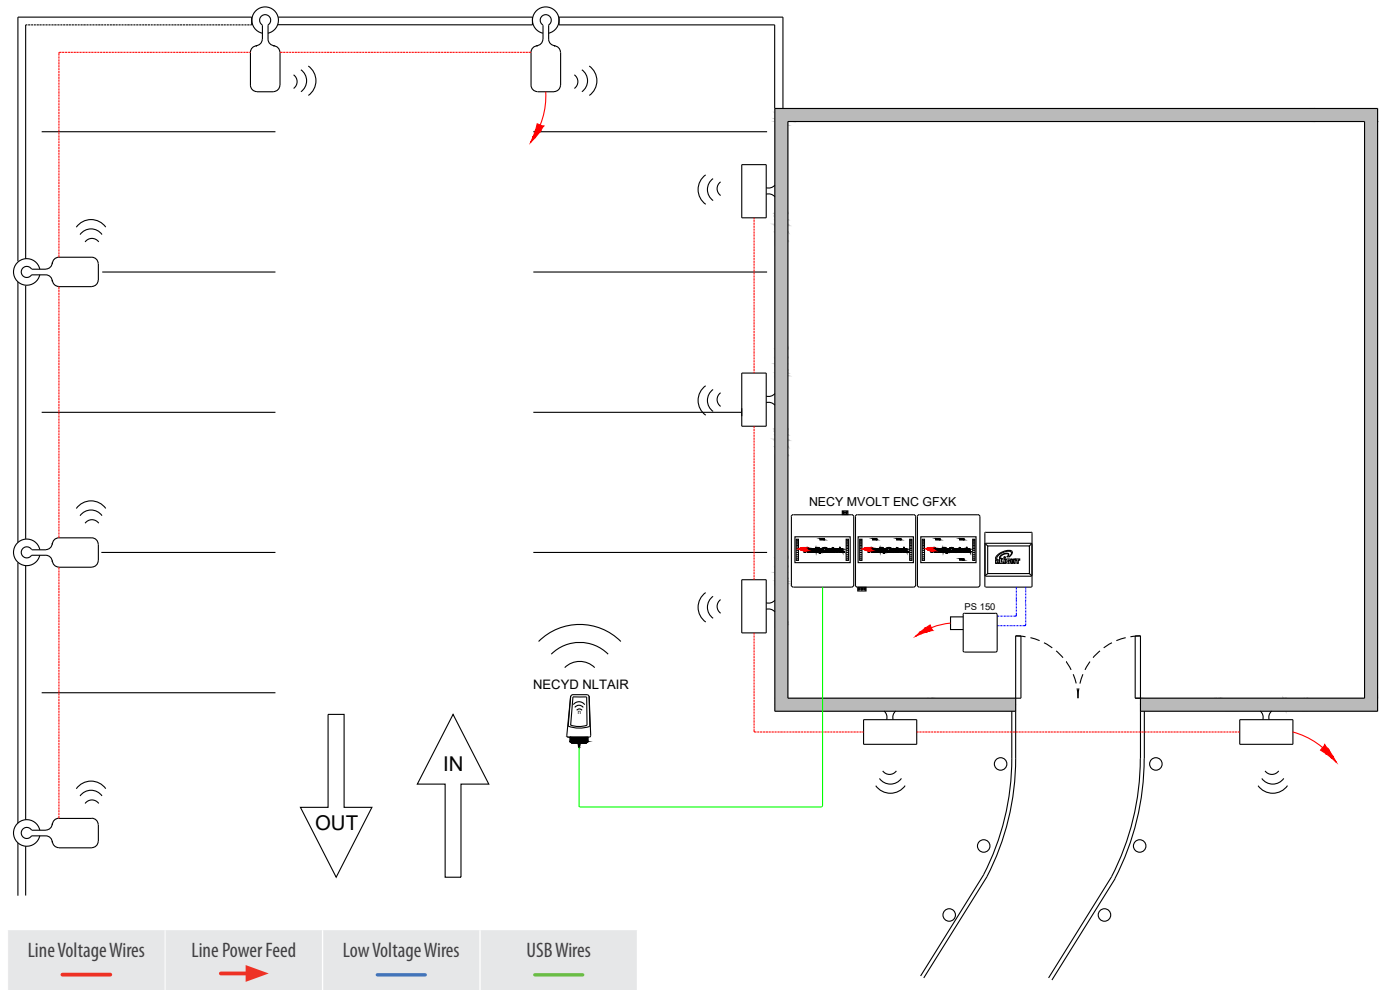 NECY MVOLT ENC GFXK
PS 150
NECYD NLTAIR
IN
OUT
Line Voltage Wires
Line Power Feed
Low Voltage Wires
USB Wires